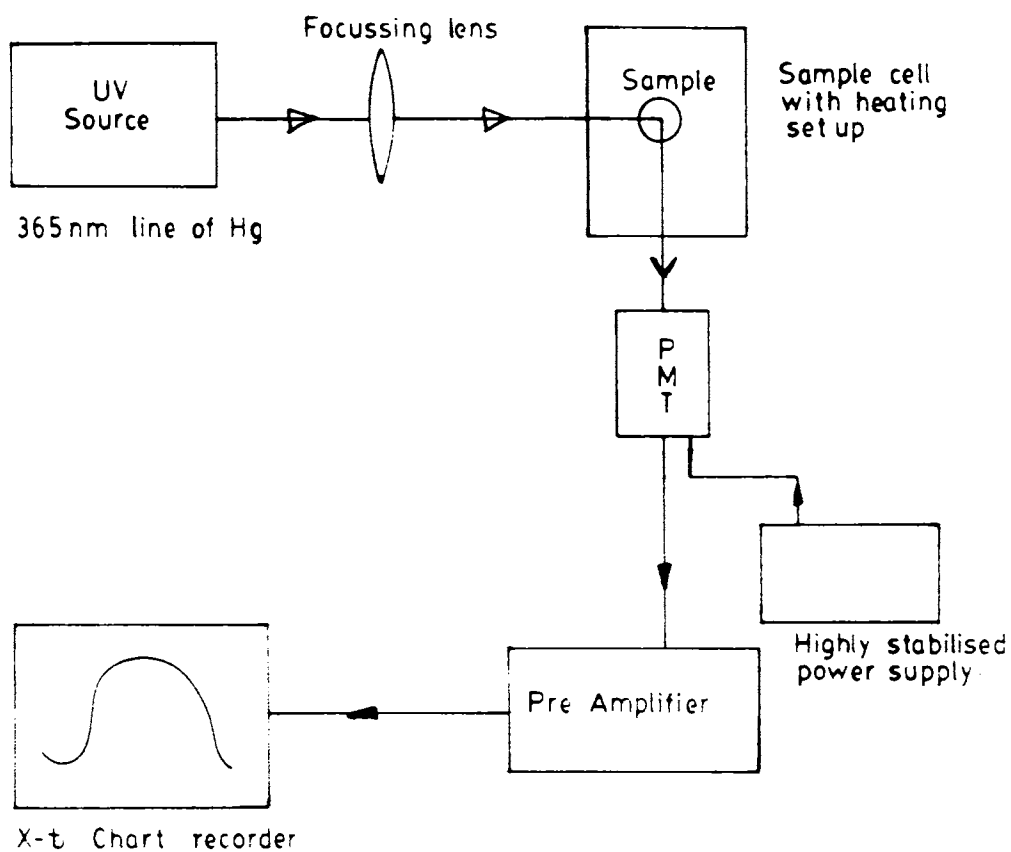 Focussing lens
UV
Source
365nm line of Hg
Sample
Sample cell
with heating
set up
P
M
T
Highly stabilised
power supply
Pre Amplifier
X-t Chart recorder